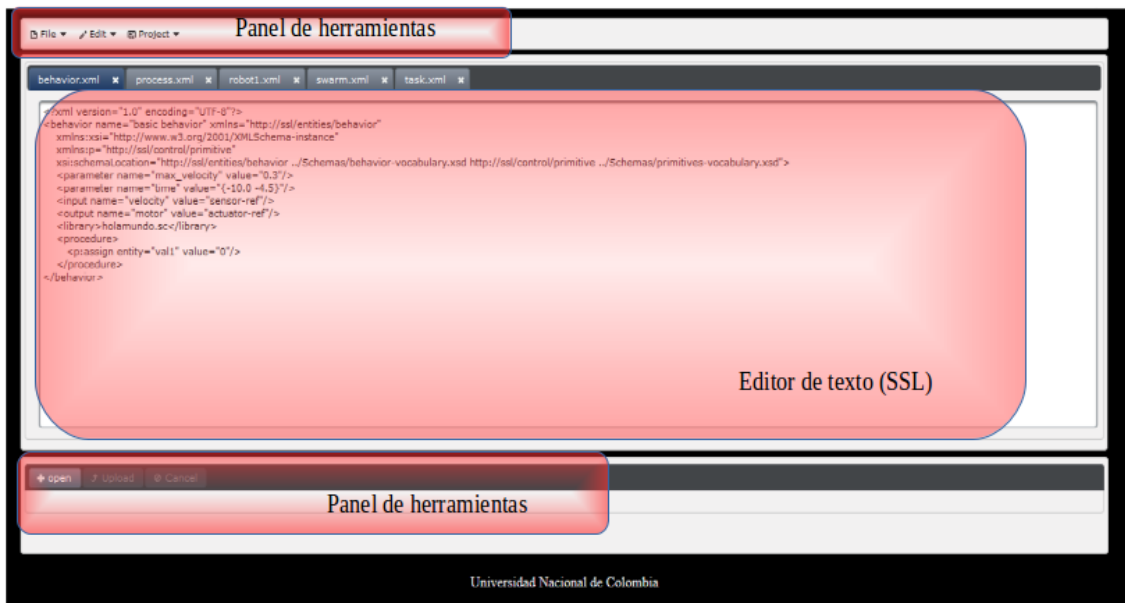 Panel de herramientas
File Edit Project
behavior.xml process.xml robot1.xml swarm.xml task.xml
<?xml version="1.0" encoding="UTF-8"?>
<behavior name="basic behavior" xmlns="http://ssl/entities/behavior"
xmlns:xsi="http://www.w3.org/2001/XMLSchema-instance"
xmlns:p="http://ssl/control/primitive"
xsi:schemaLocation="http://ssl/entities/behavior ../Schemas/behavior-vocabulary.xsd http://ssl/control/primitive ../Schemas/primitives-vocabulary.xsd">
<parameter name="max_velocity" value="0.3"/>
<parameter name="time" value="{-10.0 -4.5}"/>
<input name="velocity" value="sensor-ref"/>
<output name="motor" value="actuator-ref"/>
<library>holamundo.sc</library>
<procedure>
<p:assign entity="val1" value="0"/>
</procedure>
</behavior>
Editor de texto (SSL)
open Upload Cancel
Panel de herramientas
Universidad Nacional de Colombia